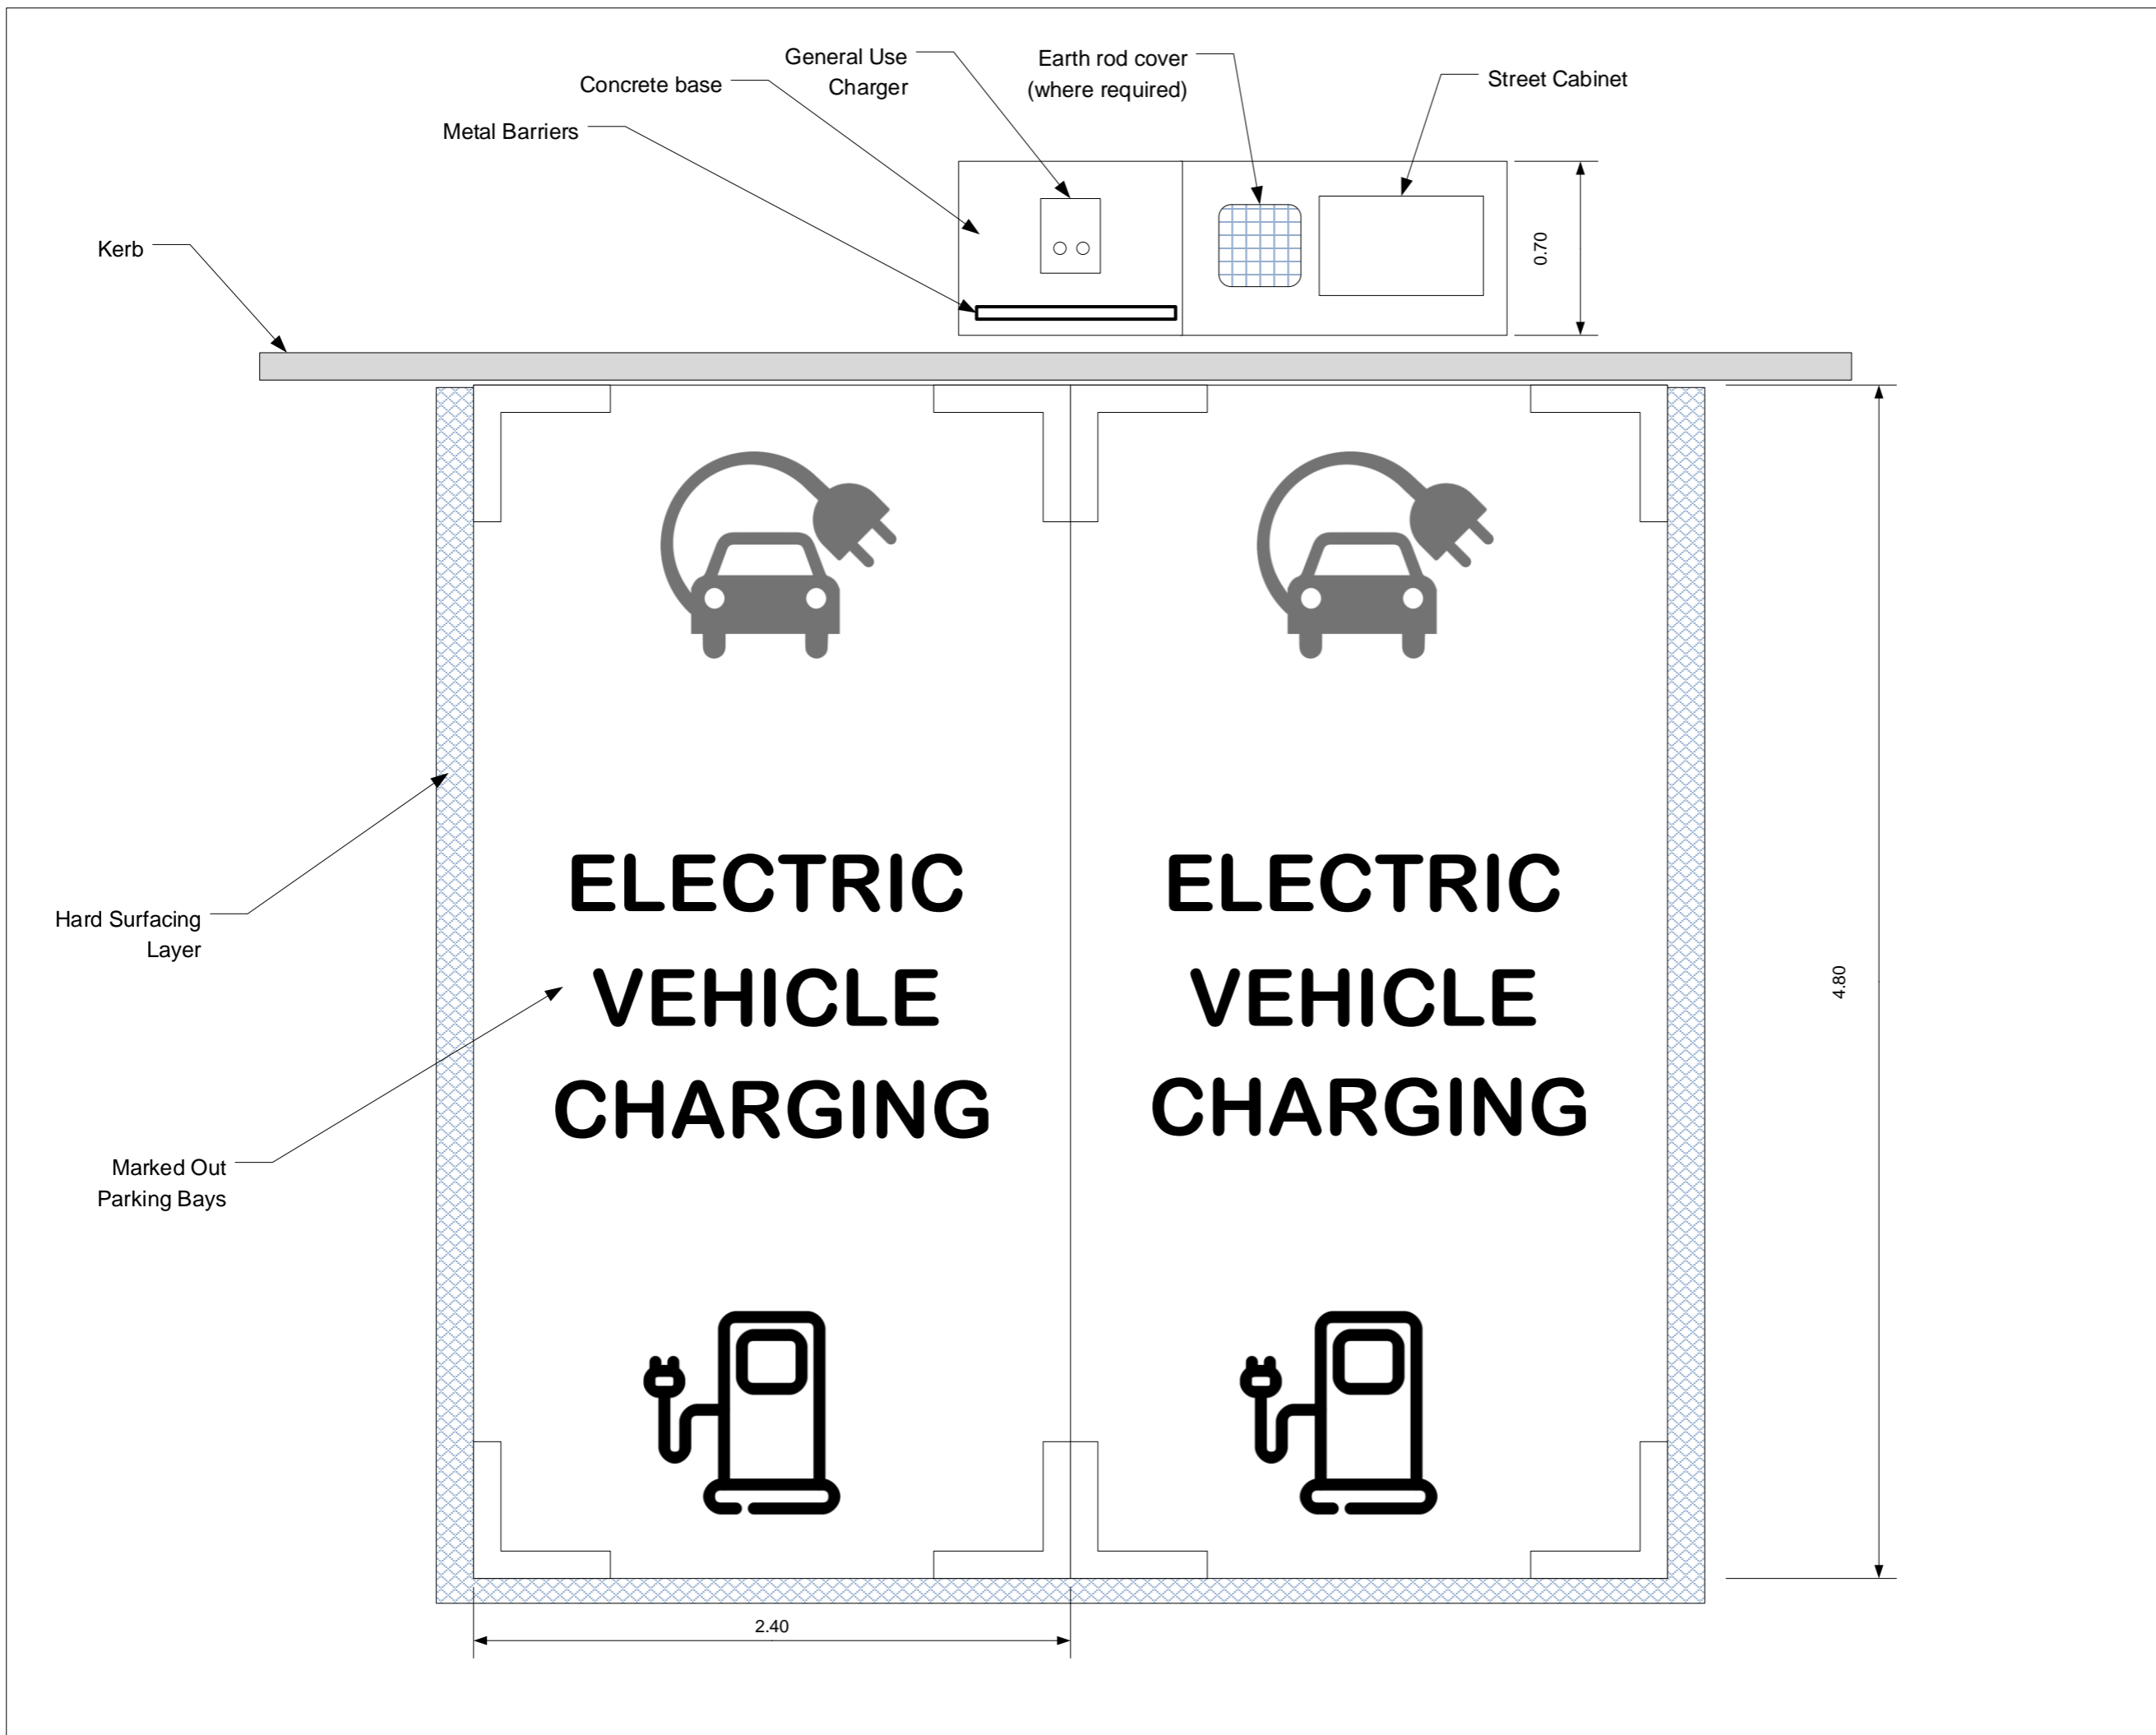 General Use
Charger
Earth rod cover
(where required)
Street Cabinet
Concrete base
Metal Barriers
Kerb
0.70
Hard Surfacing
Layer
Marked Out
Parking Bays
ELECTRIC
VEHICLE
CHARGING
ELECTRIC
VEHICLE
CHARGING
4.80
2.40